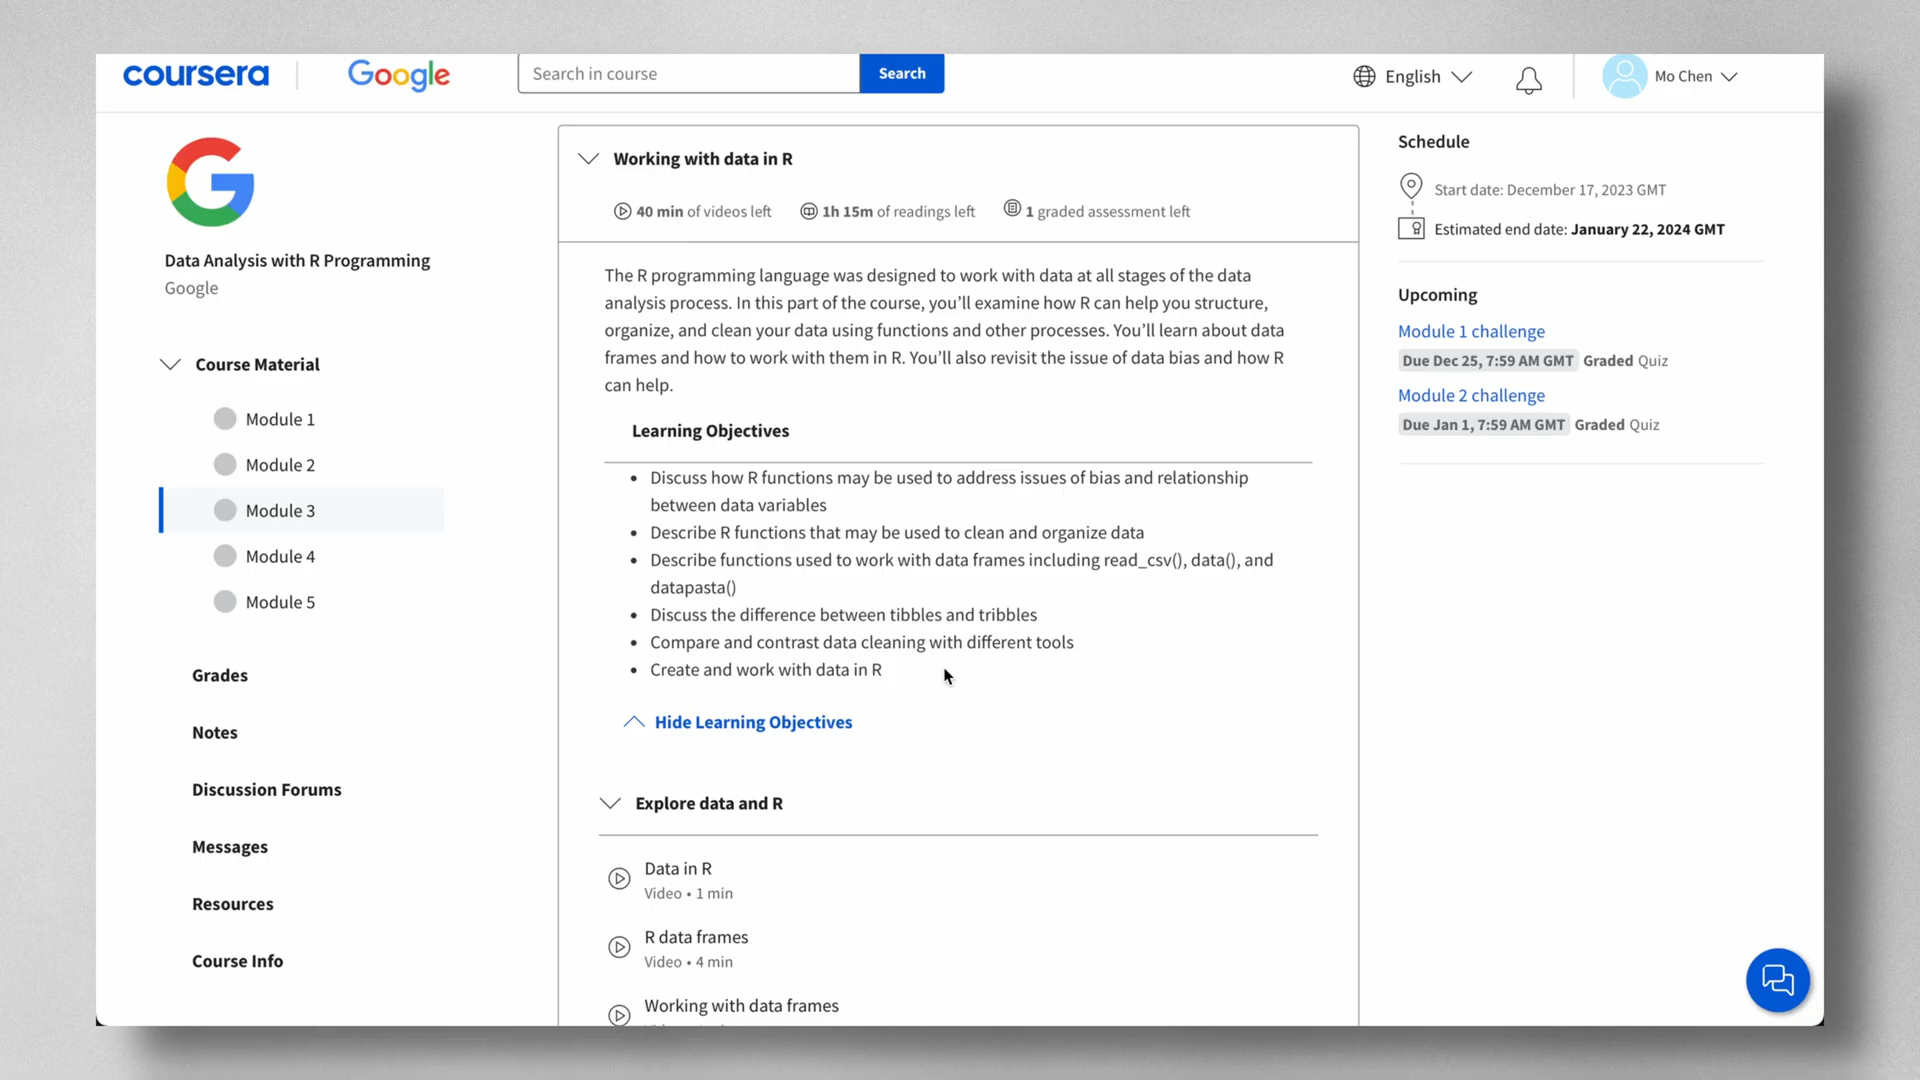 coursera
Google
Search in course
Search
English
Mo Chen
Data Analysis with R Programming
Google
Course Material
Module 1
Module 2
Module 3
Module 4
Module 5
Grades
Notes
Discussion Forums
Messages
Resources
Course Info
Working with data in R
40 min of videos left
1h 15m of readings left
1 graded assessment left
The R programming language was designed to work with data at all stages of the data
analysis process. In this part of the course, you’ll examine how R can help you structure,
organize, and clean your data using functions and other processes. You’ll learn about data
frames and how to work with them in R. You’ll also revisit the issue of data bias and how R
can help.
Learning Objectives
• Discuss how R functions may be used to address issues of bias and relationship
between data variables
• Describe R functions that may be used to clean and organize data
• Describe functions used to work with data frames including read_csv(), data(), and
datapasta()
• Discuss the difference between tibbles and tribbles
• Compare and contrast data cleaning with different tools
• Create and work with data in R
Hide Learning Objectives
Explore data and R
Data in R
Video • 1 min
R data frames
Video • 4 min
Working with data frames
Schedule
Start date: December 17, 2023 GMT
Estimated end date: January 22, 2024 GMT
Upcoming
Module 1 challenge
Due Dec 25, 7:59 AM GMT Graded Quiz
Module 2 challenge
Due Jan 1, 7:59 AM GMT Graded Quiz